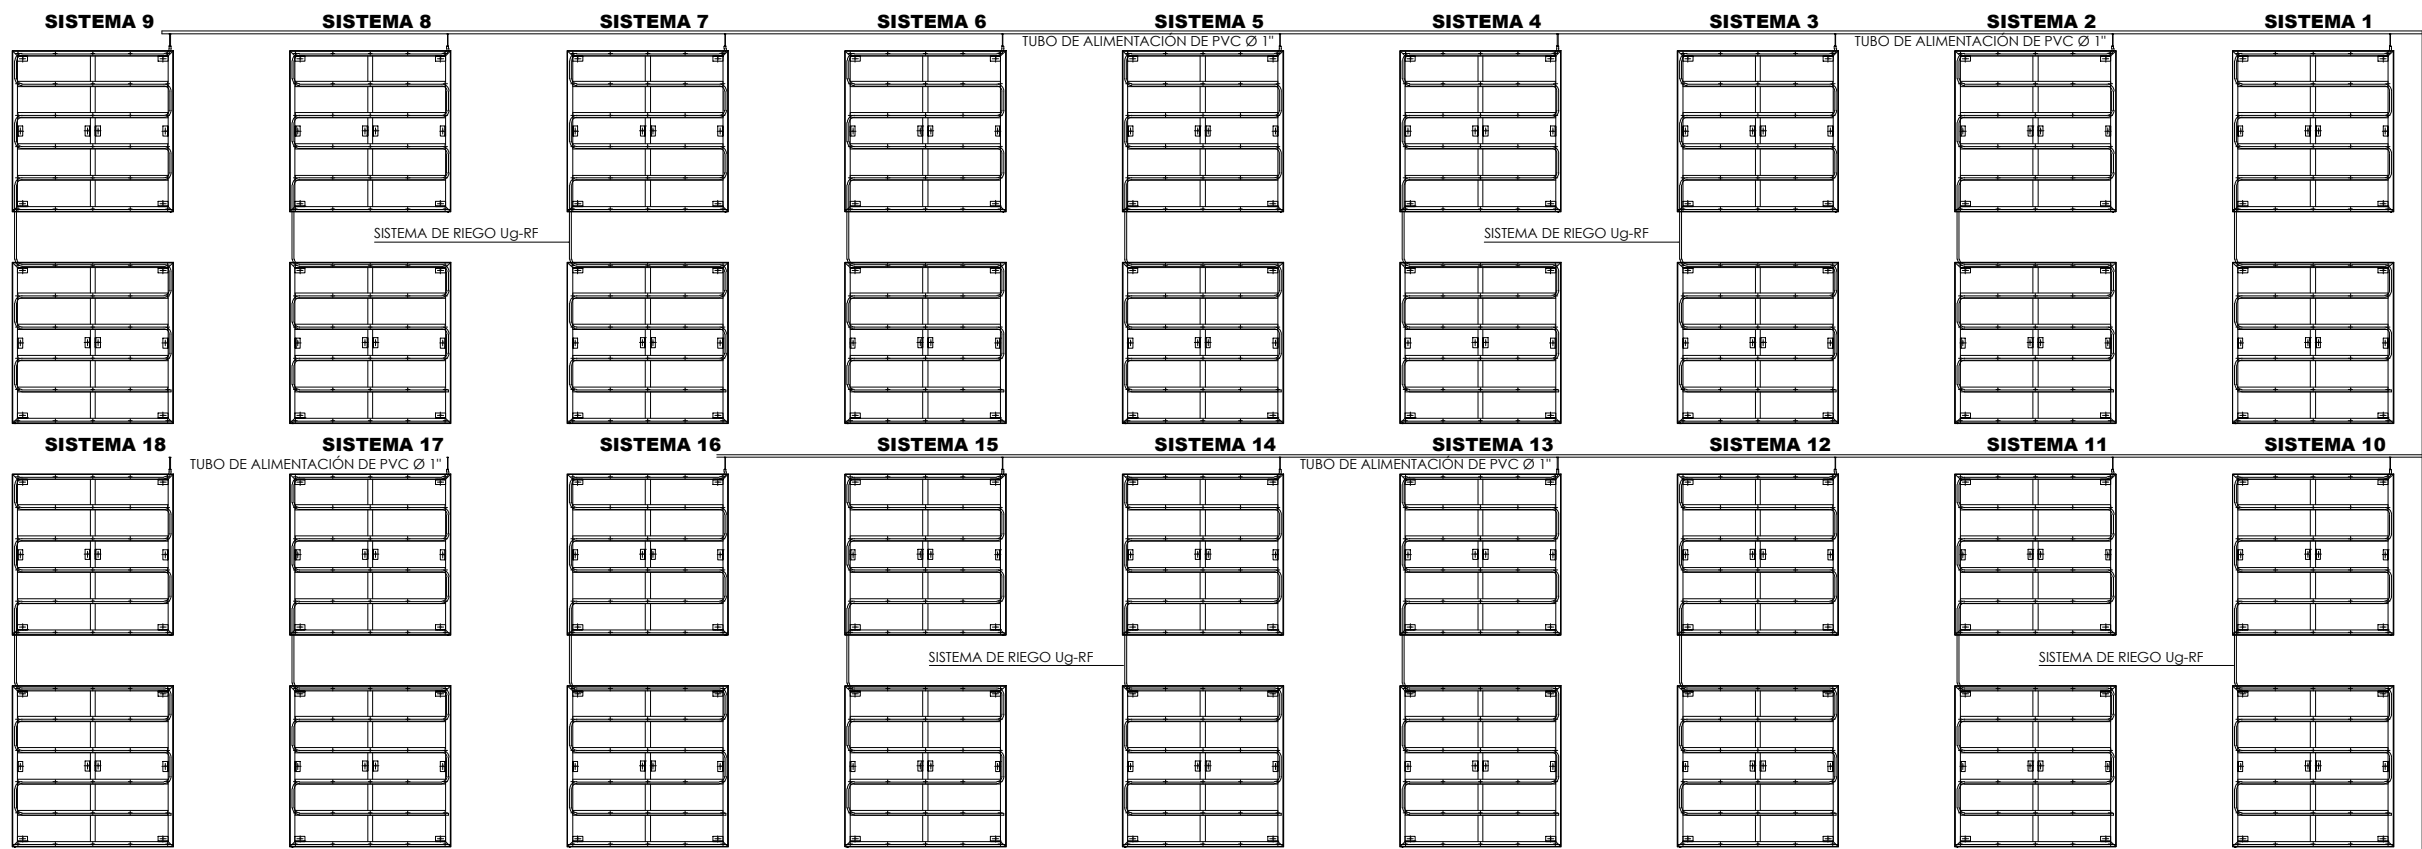 SISTEMA 9
SISTEMA 8
SISTEMA 7
SISTEMA 6
SISTEMA 5
SISTEMA 4
SISTEMA 3
SISTEMA 2
SISTEMA 1
TUBO DE ALIMENTACIÓN DE PVC Ø 1"
TUBO DE ALIMENTACIÓN DE PVC Ø 1"
SISTEMA DE RIEGO Ug-RF
SISTEMA DE RIEGO Ug-RF
SISTEMA 18
SISTEMA 17
SISTEMA 16
SISTEMA 15
SISTEMA 14
SISTEMA 13
SISTEMA 12
SISTEMA 11
SISTEMA 10
TUBO DE ALIMENTACIÓN DE PVC Ø 1"
TUBO DE ALIMENTACIÓN DE PVC Ø 1"
SISTEMA DE RIEGO Ug-RF
SISTEMA DE RIEGO Ug-RF